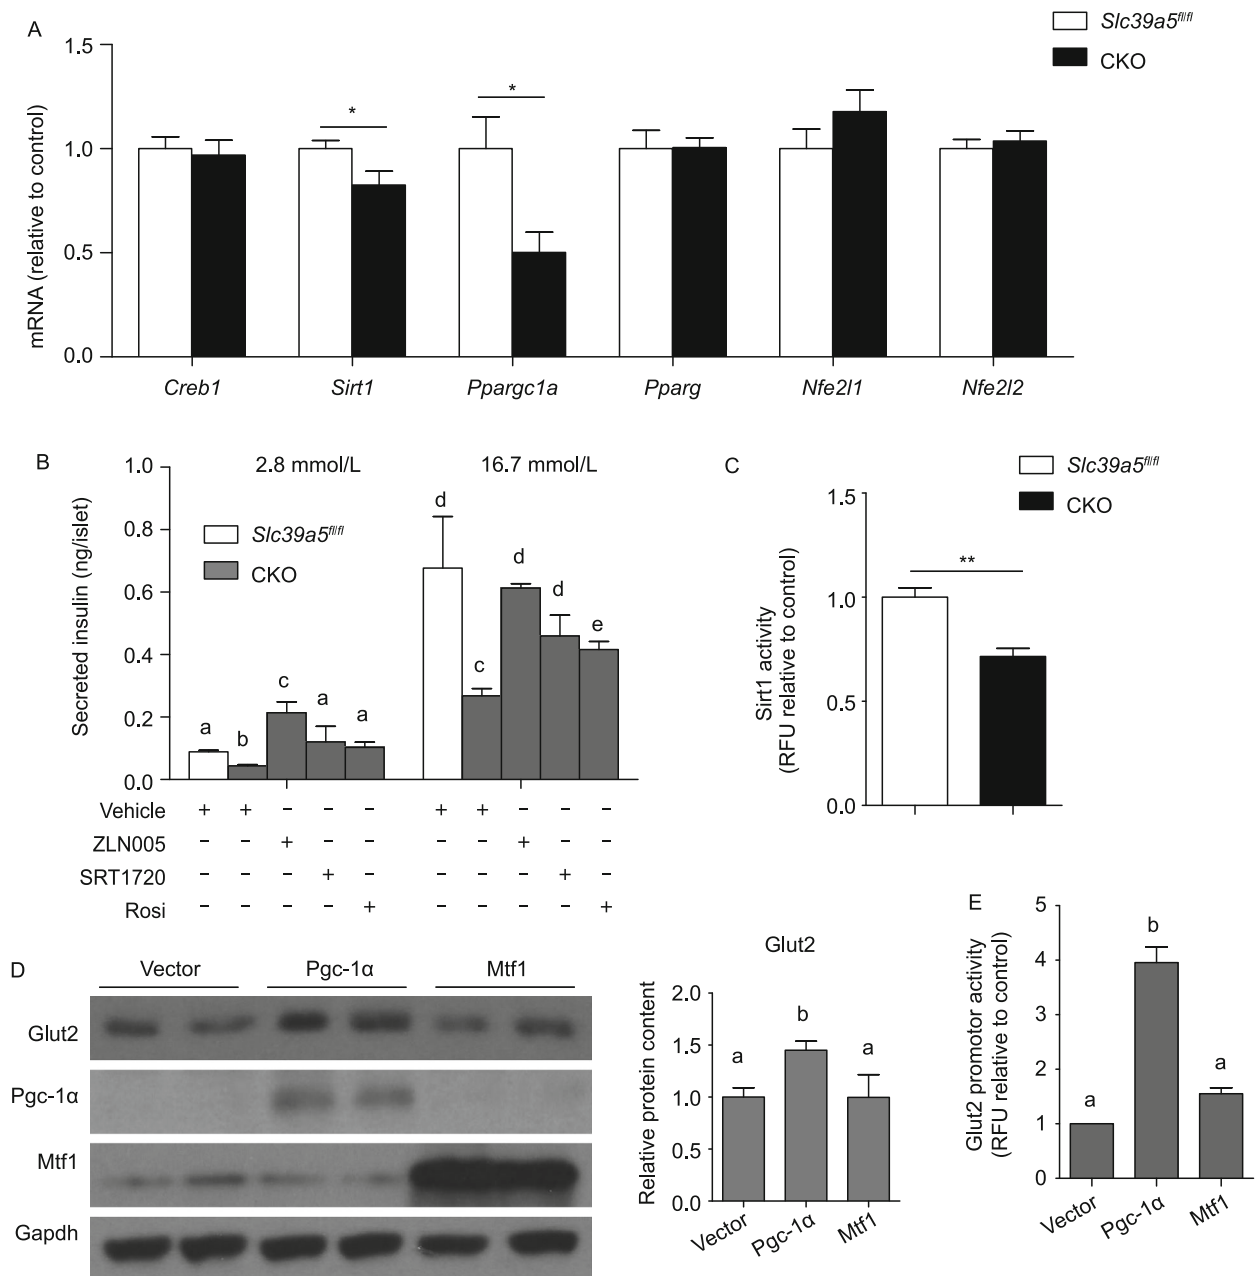 A
Slc39a5fl/fl
CKO
mRNA (relative to control)
1.5
1.0
0.5
0.0
* *
Creb1 Sirt1 Ppargc1a Pparg Nfe2l1 Nfe2l2
B
2.8 mmol/L 16.7 mmol/L
Slc39a5fl/fl
CKO
Secreted insulin (ng/islet)
1.0
0.8
0.6
0.4
0.2
0.0
a b c a a d c d d e
Vehicle + + – – – + + – – –
ZLN005 – – + – – – – + – –
SRT1720 – – – + – – – – + –
Rosi – – – – + – – – – +
C
Slc39a5fl/fl
CKO
Sirt1 activity
(RFU relative to control)
1.5
1.0
0.5
0.0
**
D
Vector Pgc-1α Mtf1
Glut2
Pgc-1α
Mtf1
Gapdh
Glut2
Relative protein content
2.0
1.5
1.0
0.5
0.0
a b a
Vector Pgc-1α Mtf1
E
Glut2 promotor activity
(RFU relative to control)
5
4
3
2
1
0
a b a
Vector Pgc-1α Mtf1